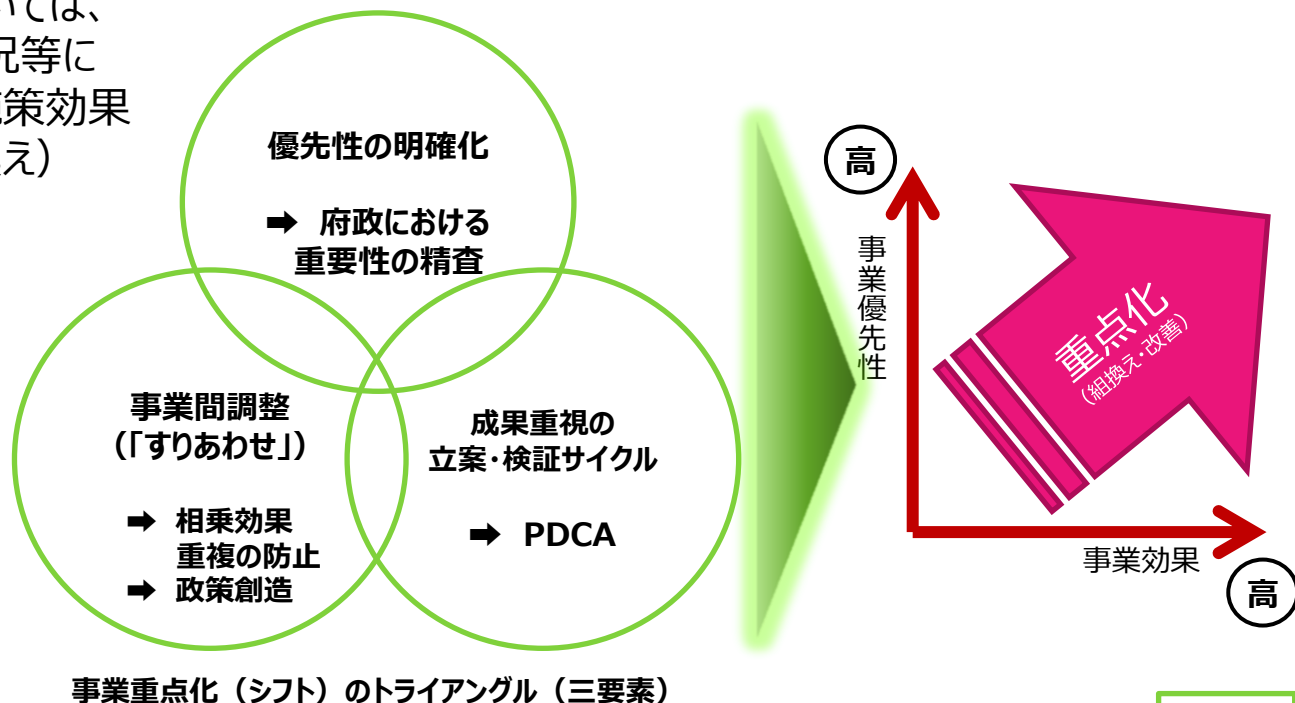 いては、
況等に
施策効果
え）
優先性の明確化
➡ 府政における
重要性の精査
事業間調整
（「すりあわせ」）
➡ 相乗効果
重複の防止
➡ 政策創造
成果重視の
立案・検証サイクル
➡ PDCA
事業重点化（シフト）のトライアングル（三要素）
高
事業優先性
重点化
（組換え・改善）
事業効果
高